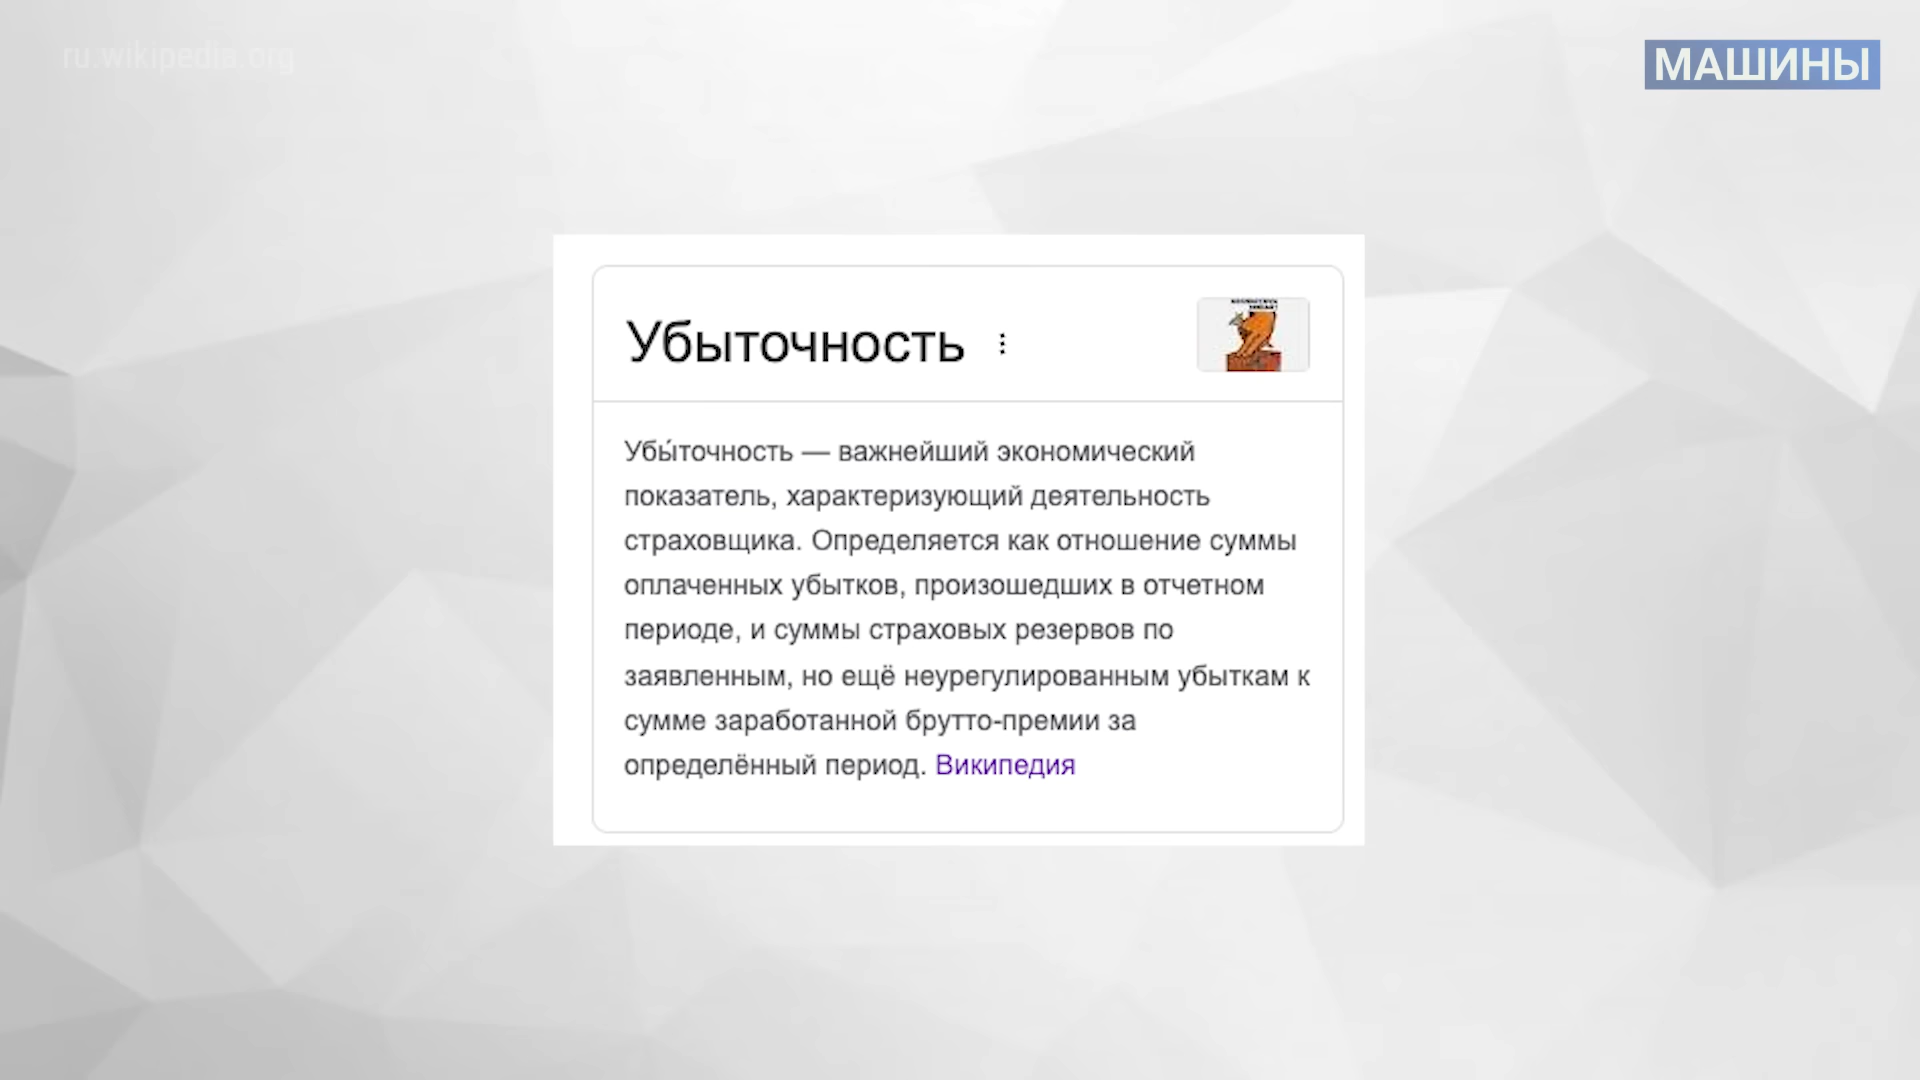 ru.wikipedia.org
МАШИНЫ
Убыточность
Убы́точность — важнейший экономический
показатель, характеризующий деятельность
страховщика. Определяется как отношение суммы
оплаченных убытков, произошедших в отчетном
периоде, и суммы страховых резервов по
заявленным, но ещё неурегулированным убыткам к
сумме заработанной брутто-премии за
определённый период. Википедия